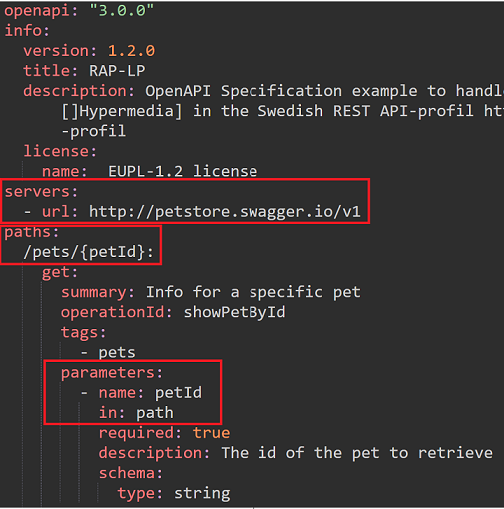 openapi: "3.0.0"
info:
version: 1.2.0
title: RAP-LP
description: OpenAPI Specification example to handl
[]Hypermedia] in the Swedish REST API-profil htt
-profil
license:
name: EUPL-1.2 license
servers:
- url: http://petstore.swagger.io/v1
paths:
/pets/{petId}:
get:
summary: Info for a specific pet
operationId: showPetById
tags:
- pets
parameters:
- name: petId
in: path
required: true
description: The id of the pet to retrieve
schema:
type: string